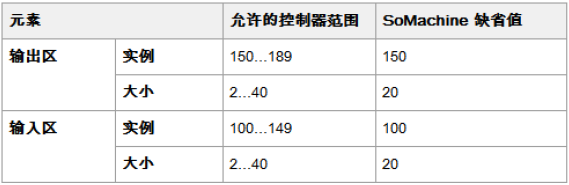 元素 允许的控制器范围 SoMachine 缺省值
输出区 实例 150...189 150
大小 2...40 20
输入区 实例 100...149 100
大小 2...40 20